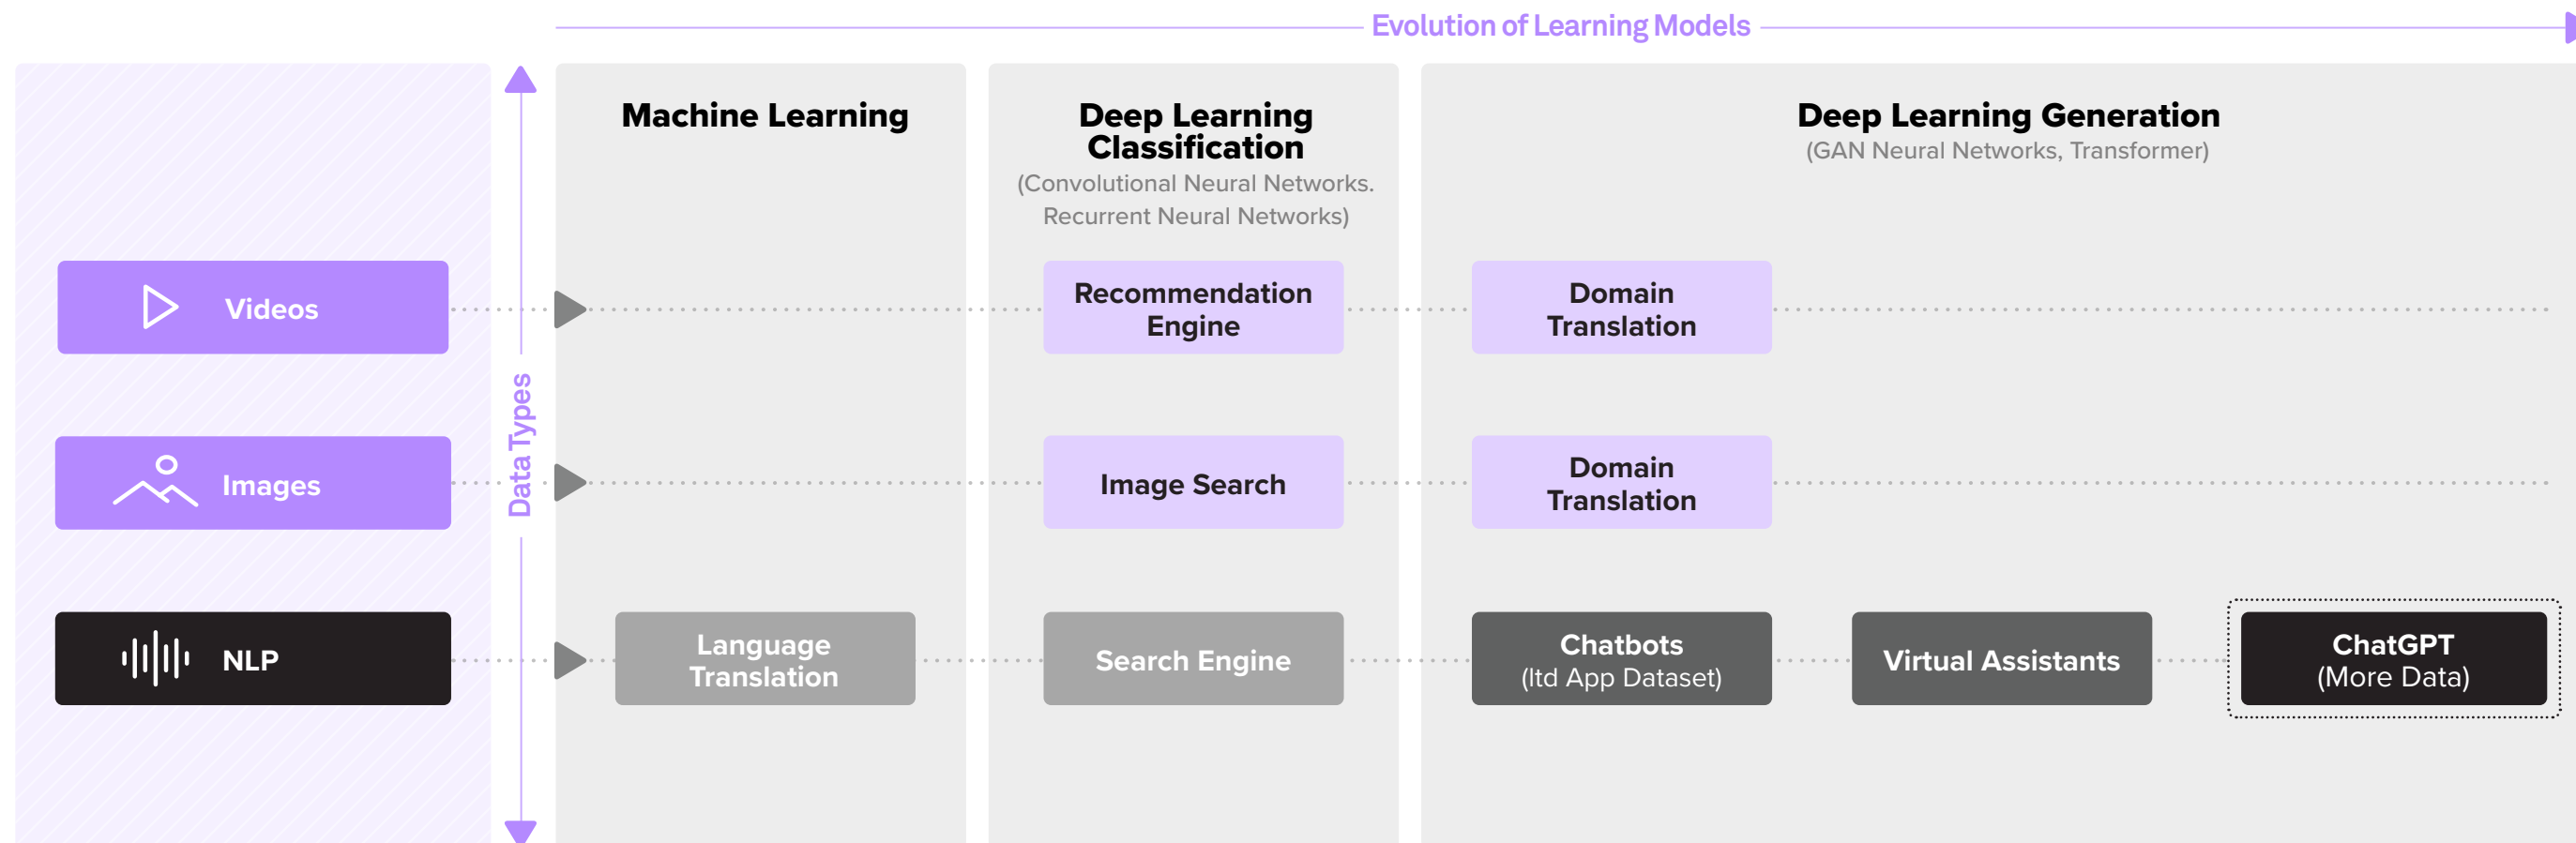 Evolution of Learning Models
Machine Learning
Deep Learning
Classification
(Convolutional Neural Networks.
Recurrent Neural Networks)
Deep Learning Generation
(GAN Neural Networks, Transformer)
Data Types
Videos
Recommendation
Engine
Domain
Translation
Images
Image Search
Domain
Translation
NLP
Language
Translation
Search Engine
Chatbots
(ltd App Dataset)
Virtual Assistants
ChatGPT
(More Data)